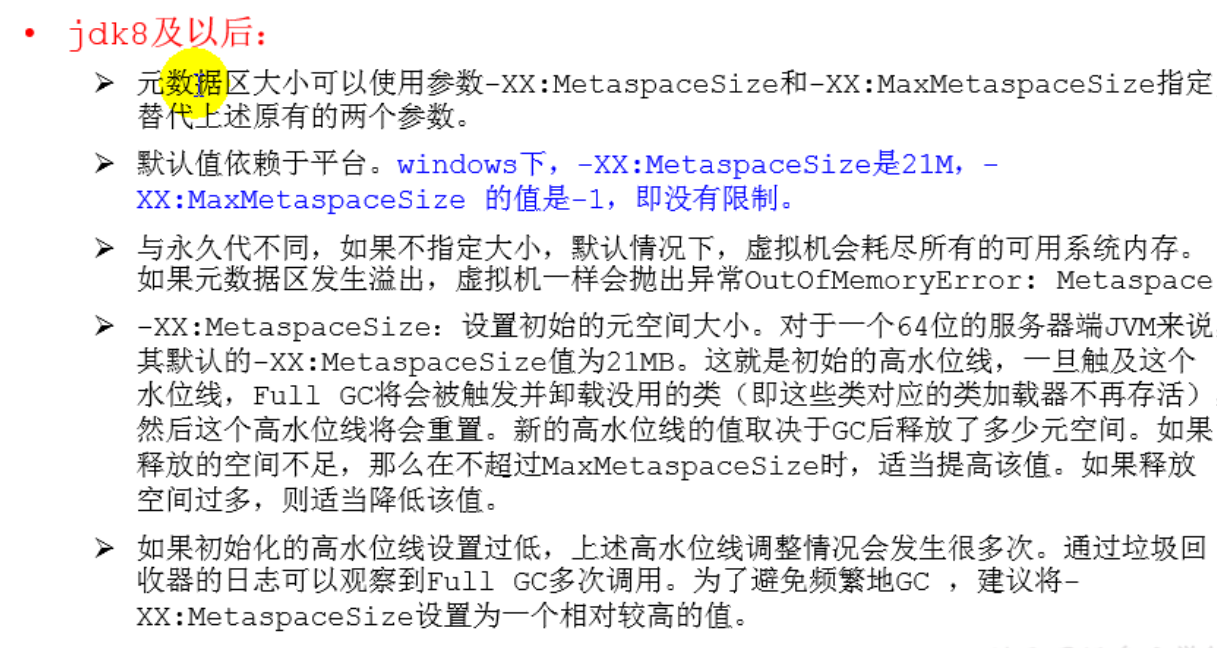 • jdk8及以后：
➢ 元数据区大小可以使用参数-XX:MetaspaceSize和-XX:MaxMetaspaceSize指定
替代上述原有的两个参数。
➢ 默认值依赖于平台。windows下，-XX:MetaspaceSize是21M，-
XX:MaxMetaspaceSize 的值是-1，即没有限制。
➢ 与永久代不同，如果不指定大小，默认情况下，虚拟机会耗尽所有的可用系统内存。
如果元数据区发生溢出，虚拟机一样会抛出异常OutOfMemoryError: Metaspace
➢ -XX:MetaspaceSize：设置初始的元空间大小。对于一个64位的服务器端JVM来说
其默认的-XX:MetaspaceSize值为21MB。这就是初始的高水位线，一旦触及这个
水位线，Full GC将会被触发并卸载没用的类（即这些类对应的类加载器不再存活）
然后这个高水位线将会重置。新的高水位线的值取决于GC后释放了多少元空间。如果
释放的空间不足，那么在不超过MaxMetaspaceSize时，适当提高该值。如果释放
空间过多，则适当降低该值。
➢ 如果初始化的高水位线设置过低，上述高水位线调整情况会发生很多次。通过垃圾回
收器的日志可以观察到Full GC多次调用。为了避免频繁地GC ，建议将-
XX:MetaspaceSize设置为一个相对较高的值。